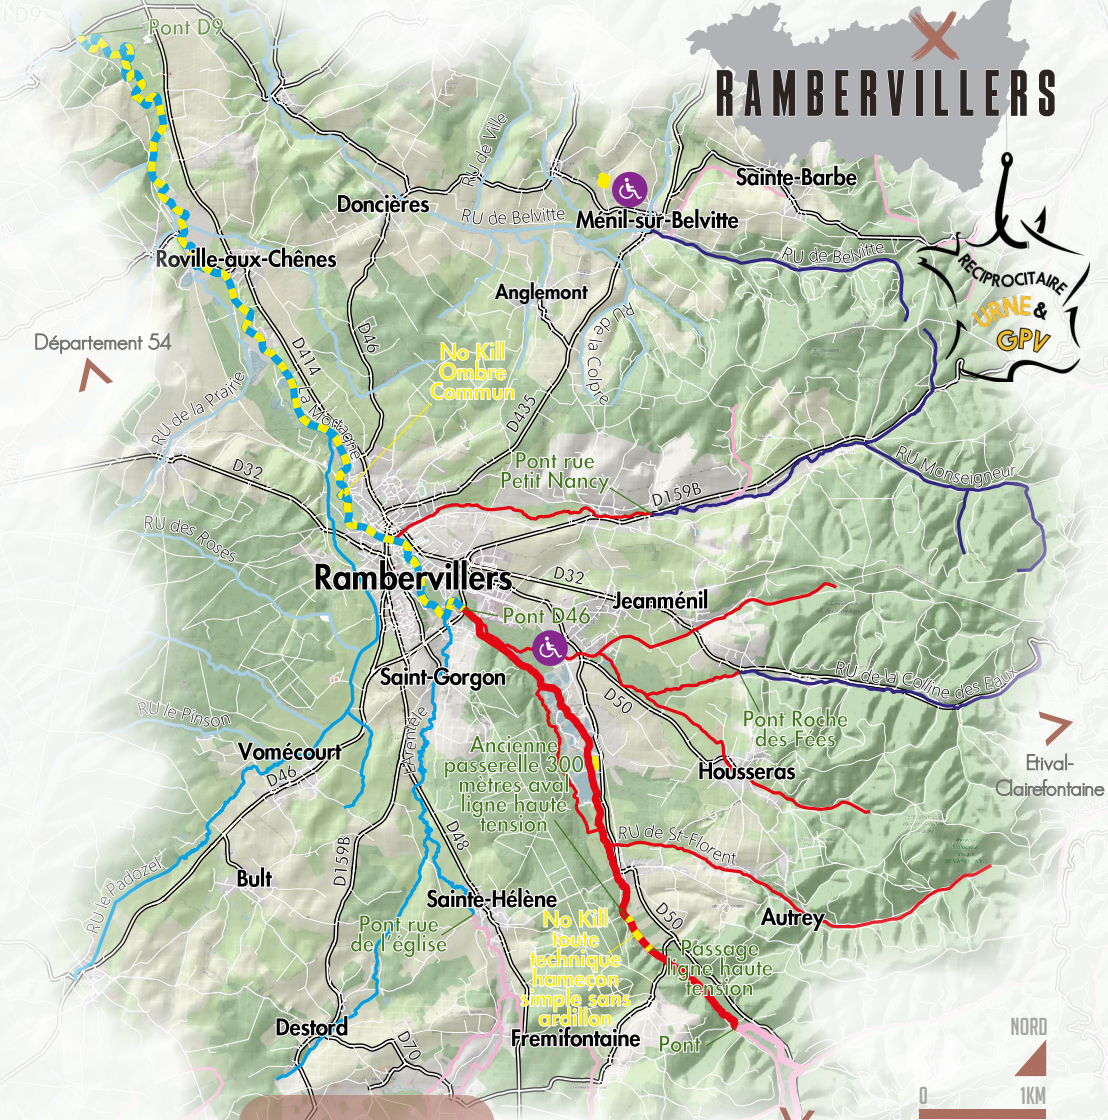 Pont D9
RAMBERVILLERS
RU de Ville
Sainte-Barbe
Doncières
RU de Belvitte
Ménil-sur-Belvitte
RU de Belvitte
Roville-aux-Chênes
RÉCIPROCITAIRE
URNE &
GPV
Anglemont
RU de la Colpre
Département 54
D414
D46
No Kill
Ombre
Commun
RU de la Prairie
La Mortagne
D435
D32
Pont rue
Petit Nancy
D159B
RU Monseigneur
RU des Roses
Rambervillers
D32
Jeanménil
Pont D46
Saint-Gorgon
RU de la Colline des Eaux
D50
RU le Pinson
L'Arentèle
Pont Roche
des Fées
Vomécourt
D46
Ancienne
passerelle 300
mètres aval
ligne haute
tension
Housseras
Etival-
Clairefontaine
D159B
D48
RU de St-Florent
RU le Padozel
Bult
Sainte-Hélène
D50
Autrey
Pont rue
de l'église
No Kill
toute
technique
hameçon
simple sans
ardillon
Passage
ligne haute
tension
Destord
D70
Fremifontaine
Pont
NORD
0 1KM